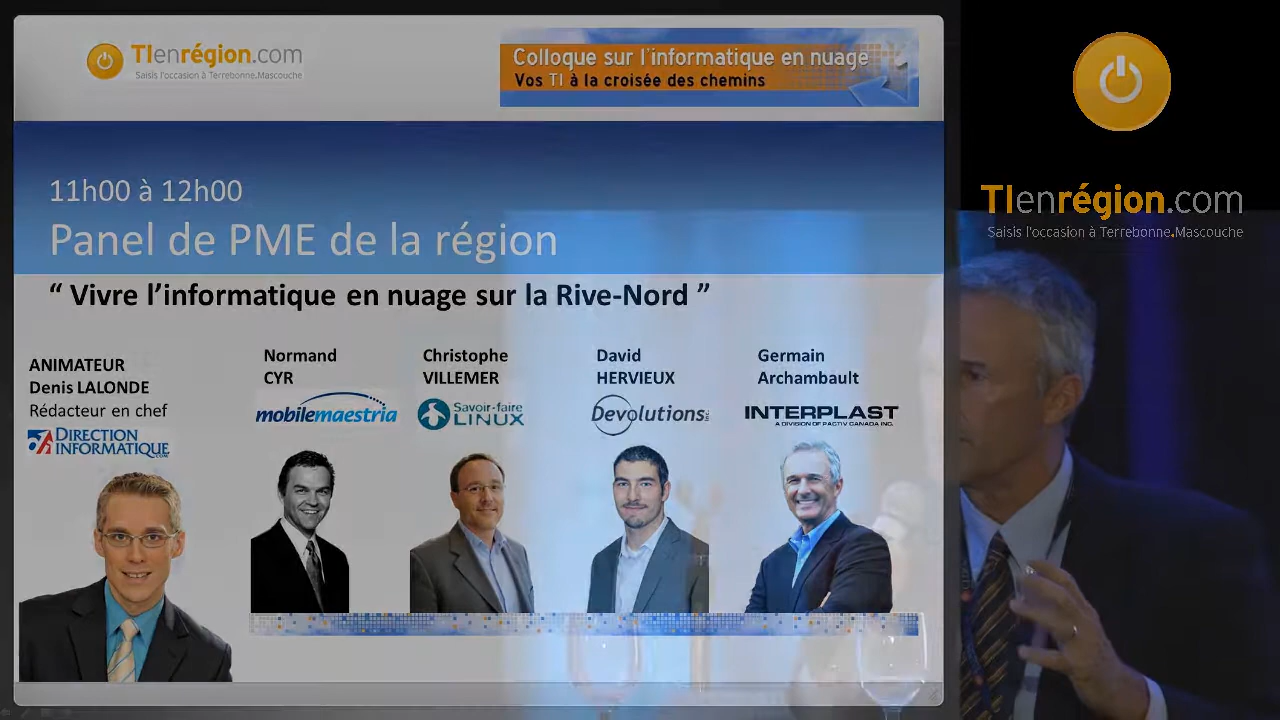 TIenrégion.com
Saisis l'occasion à Terrebonne.Mascouche
Colloque sur l'informatique en nuage
Vos TI à la croisée des chemins
11h00 à 12h00
Panel de PME de la région
“ Vivre l'informatique en nuage sur la Rive-Nord ”
ANIMATEUR
Denis LALONDE
Rédacteur en chef
DIRECTION
INFORMATIQUE.COM
Normand
CYR
mobilemaestria
Christophe
VILLEMER
Savoir-faire
LINUX
David
HERVIEUX
Devolutions inc.
Germain
Archambault
INTERPLAST
A DIVISION OF PACTIV CANADA INC.
TIenrégion.com
Saisis l'occasion à Terrebonne.Mascouche